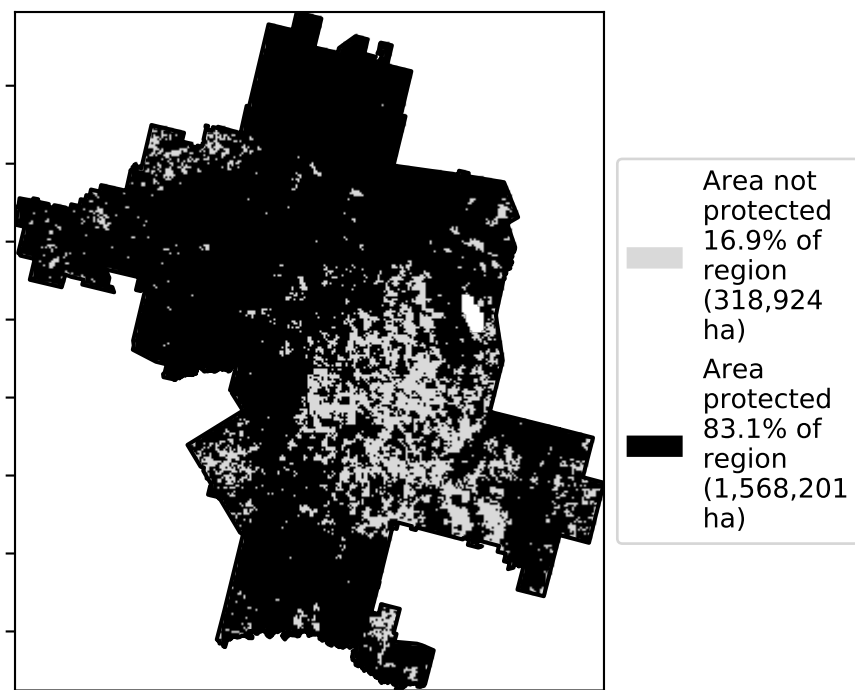 Area not
protected
16.9% of
region
(318,924
ha)
Area
protected
83.1% of
region
(1,568,201
ha)